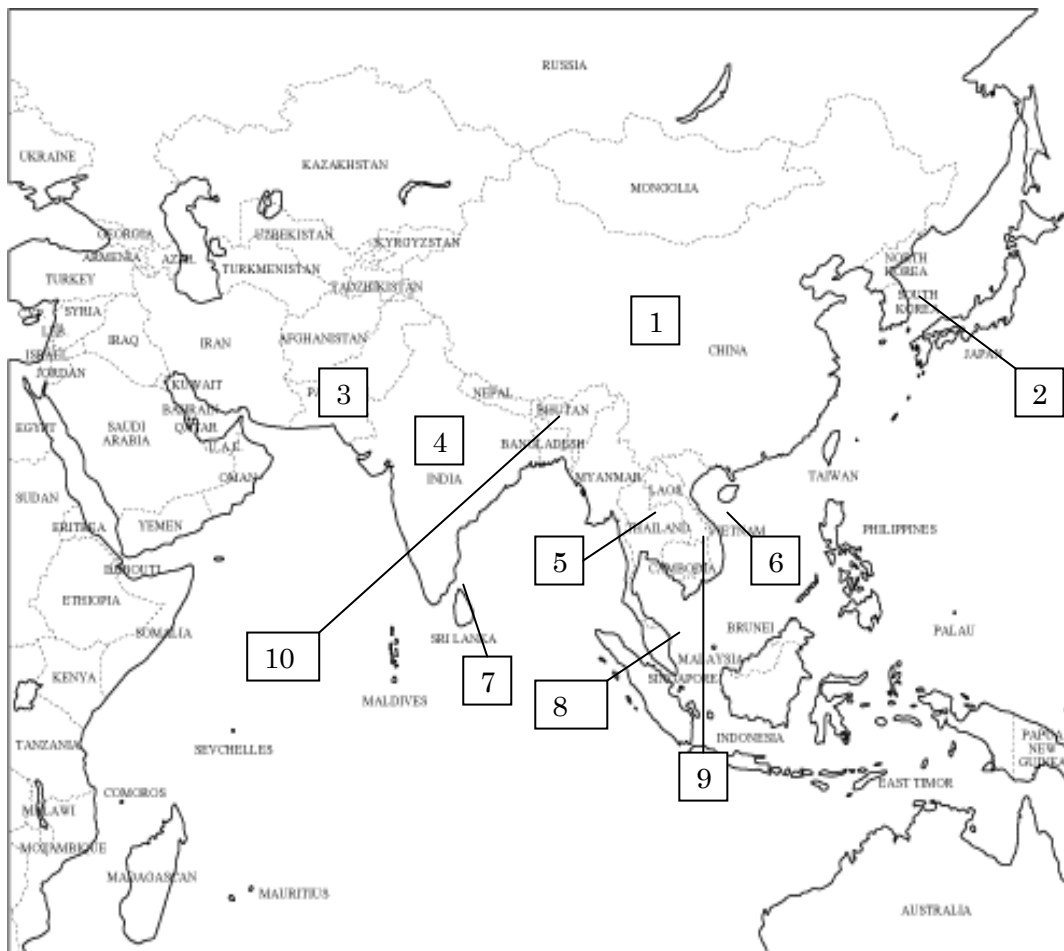 RUSSIA
UKRAINE
KAZAKHSTAN
MONGOLIA
GEORGIA
UZBEKISTAN
KYRGYZSTAN
ARMENIA
TURKMENISTAN
NORTH
KOREA
TURKEY
TADZHIKISTAN
SYRIA
SOUTH
KOREA
1
IRAQ
IRAN
AFGHANISTAN
CHINA
JAPAN
ISRAEL
JORDAN
KUWAIT
3
NEPAL
2
BAHRAIN
QATAR
BHUTAN
EGYPT
SAUDI
ARABIA
4
BANGLADESH
U.A.E.
OMAN
INDIA
MYANMAR
TAIWAN
LAOS
SUDAN
ERITREA
YEMEN
THAILAND
VIETNAM
PHILIPPINES
5
6
DJIBOUTI
CAMBODIA
ETHIOPIA
SOMALIA
SRI LANKA
BRUNEI
PALAU
10
MALAYSIA
KENYA
7
SINGAPORE
MALDIVES
8
TANZANIA
SEYCHELLES
INDONESIA
PAPUA
NEW
GUINEA
9
EAST TIMOR
COMOROS
MALAWI
MOZAMBIQUE
MADAGASCAN
MAURITIUS
AUSTRALIA